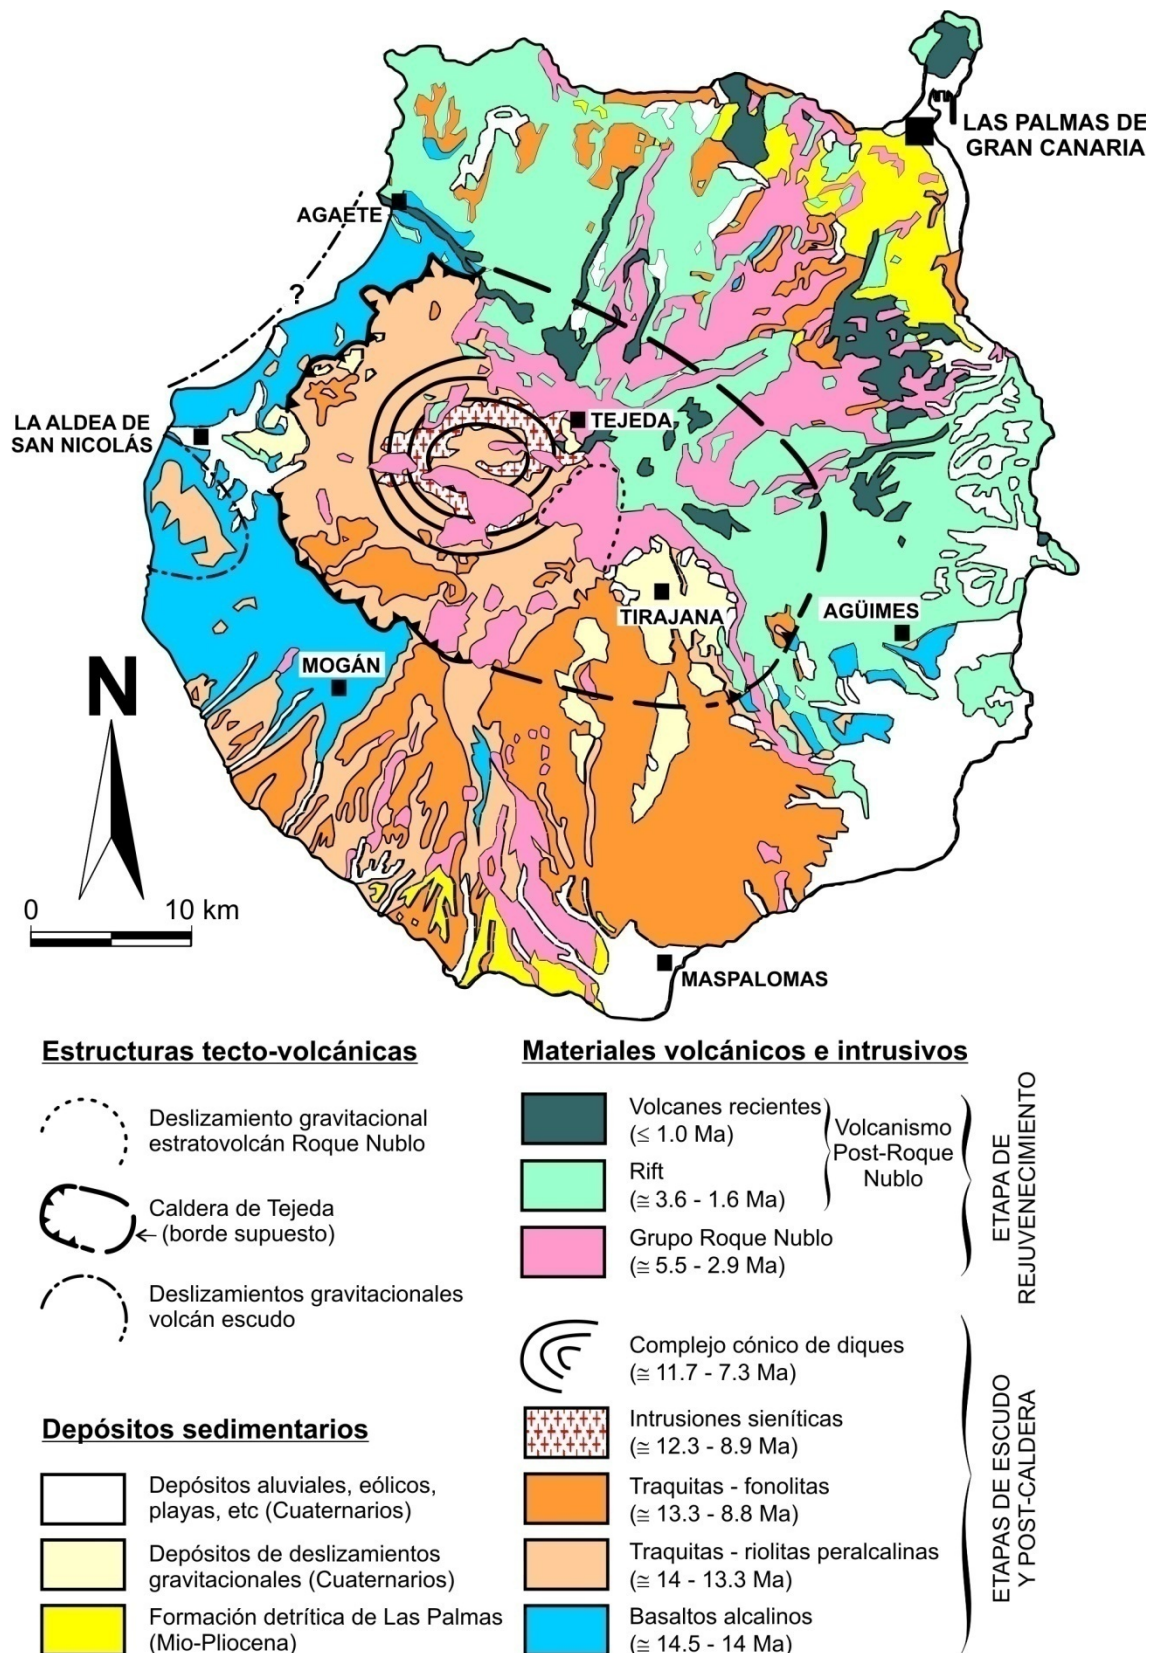 LAS PALMAS DE
GRAN CANARIA
AGAETE
?
LA ALDEA DE
SAN NICOLÁS
TEJEDA
TIRAJANA
AGÜIMES
MOGÁN
N
0 10 km
MASPALOMAS
Estructuras tecto-volcánicas
Deslizamiento gravitacional
estratovolcán Roque Nublo
Caldera de Tejeda
(borde supuesto)
Deslizamientos gravitacionales
volcán escudo
Depósitos sedimentarios
Depósitos aluviales, eólicos,
playas, etc (Cuaternarios)
Depósitos de deslizamientos
gravitacionales (Cuaternarios)
Formación detrítica de Las Palmas
(Mio-Pliocena)
Materiales volcánicos e intrusivos
Volcanes recientes
(≤ 1.0 Ma)
Rift
(≅ 3.6 - 1.6 Ma)
Volcanismo
Post-Roque
Nublo
Grupo Roque Nublo
(≅ 5.5 - 2.9 Ma)
ETAPA DE
REJUVENECIMIENTO
Complejo cónico de diques
(≅ 11.7 - 7.3 Ma)
Intrusiones sieníticas
(≅ 12.3 - 8.9 Ma)
Traquitas - fonolitas
(≅ 13.3 - 8.8 Ma)
Traquitas - riolitas peralcalinas
(≅ 14 - 13.3 Ma)
Basaltos alcalinos
(≅ 14.5 - 14 Ma)
ETAPAS DE ESCUDO
Y POST-CALDERA